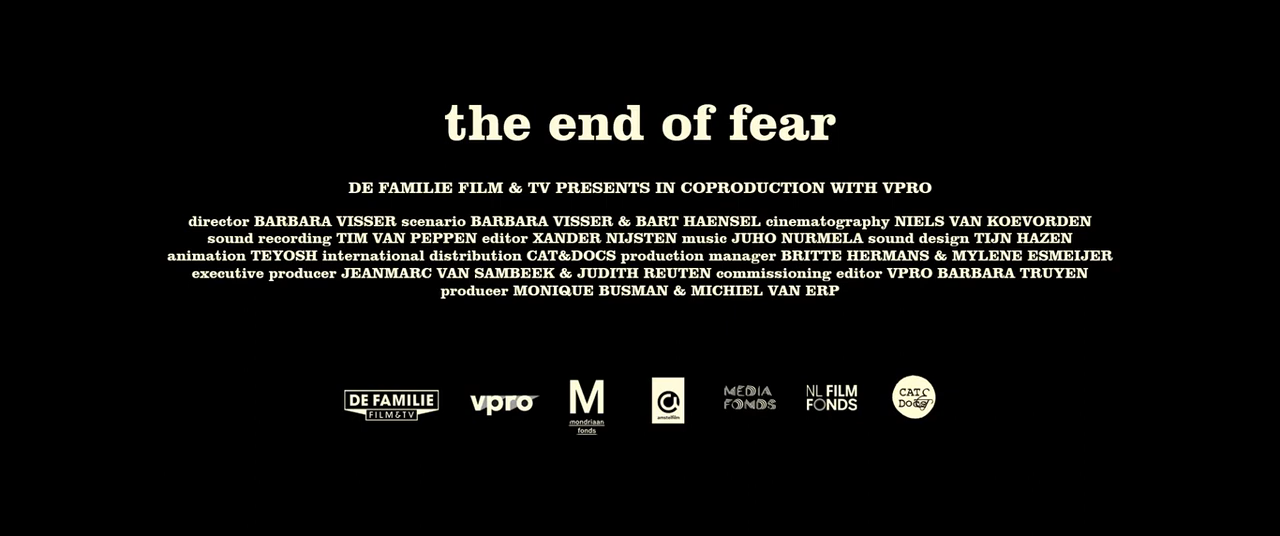 the end of fear
DE FAMILIE FILM & TV PRESENTS IN COPRODUCTION WITH VPRO
director BARBARA VISSER scenario BARBARA VISSER & BART HAENSEL cinematography NIELS VAN KOEVORDEN
sound recording TIM VAN PEPPEN editor XANDER NIJSTEN music JUHO NURMELA sound design TIJN HAZEN
animation TEYOSH international distribution CAT&DOCS production manager BRITTE HERMANS & MYLENE ESMEIJER
executive producer JEANMARC VAN SAMBEEK & JUDITH REUTEN commissioning editor VPRO BARBARA TRUYEN
producer MONIQUE BUSMAN & MICHIEL VAN ERP
DE FAMILIE
FILM&TV
vpro
M
mondriaan
fonds
amstelfilm
MEDIA
FONDS
NL FILM
FONDS
CAT&
DOCS